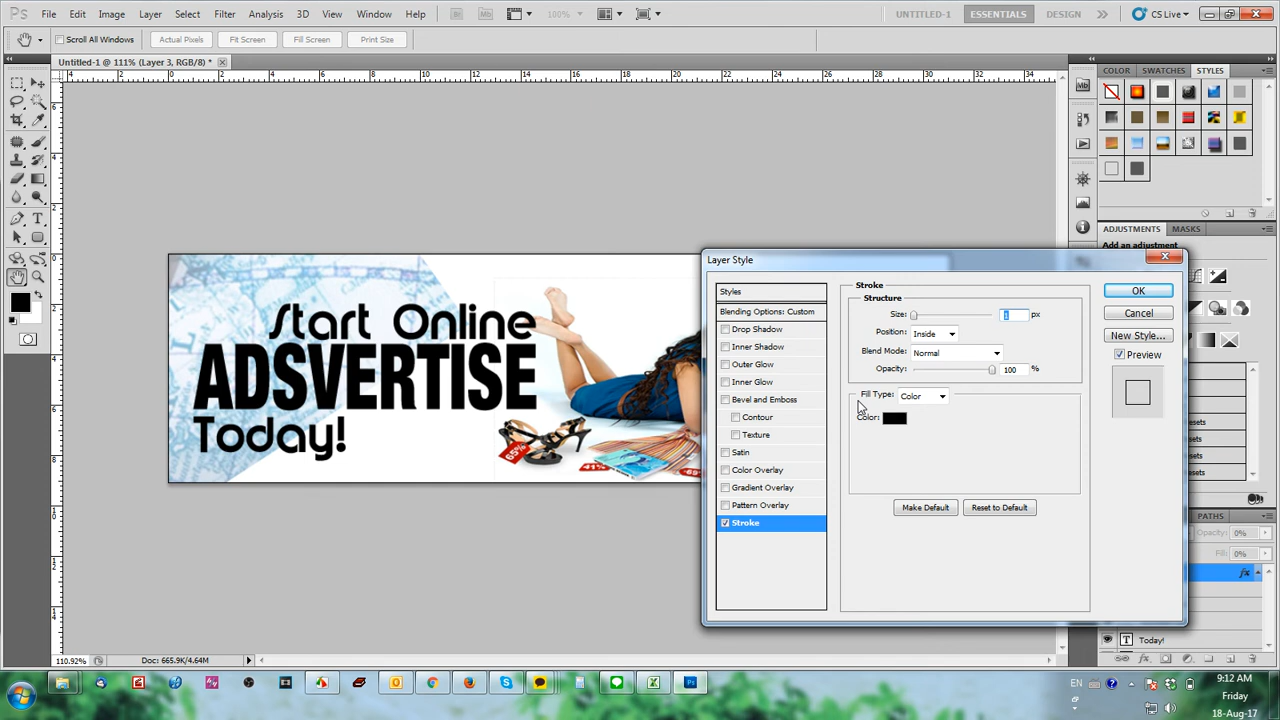 File Edit Image Layer Select Filter Analysis 3D View Window Help
Mb
100%
UNTITLED-1 ESSENTIALS DESIGN
CS Live
Scroll All Windows
Actual Pixels
Fit Screen
Fill Screen
Print Size
Untitled-1 @ 111% (Layer 3, RGB/8) *
COLOR SWATCHES STYLES
ADJUSTMENTS MASKS
Add an adjustment
Start Online
ADSVERTISE
Today!
65%
41%
Layer Style
Styles
Blending Options: Custom
Drop Shadow
Inner Shadow
Outer Glow
Inner Glow
Bevel and Emboss
Contour
Texture
Satin
Color Overlay
Gradient Overlay
Pattern Overlay
Stroke
Stroke
Structure
Size: 1 px
Position: Inside
Blend Mode: Normal
Opacity: 100 %
Fill Type: Color
Color:
Make Default
Reset to Default
OK
Cancel
New Style...
Preview
PATHS
Opacity: 0%
Fill: 0%
fx
T Today!
110.92%
Doc: 665.9K/4.64M
EN
9:12 AM
Friday
18-Aug-17